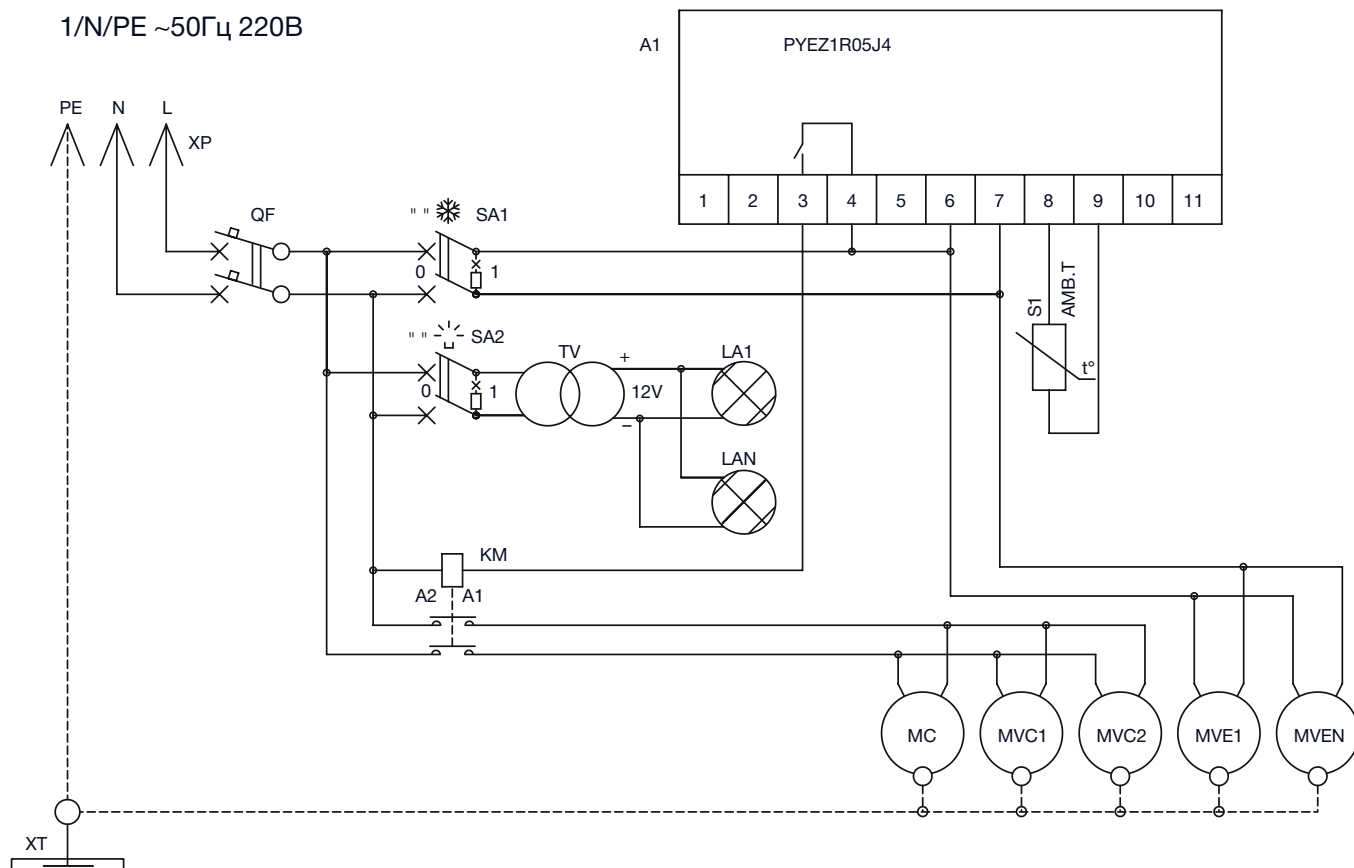 1/N/PE ~50Гц 220В
A1
PYEZ1R05J4
PE
N
L
XP
1 2 3 4 5 6 7 8 9 10 11
QF
" "
SA1
0
1
S1
AMB.T
t°
" "
SA2
0
1
TV
+
12V
–
LA1
LAN
KM
A2
A1
MC
MVC1
MVC2
MVE1
MVEN
XT